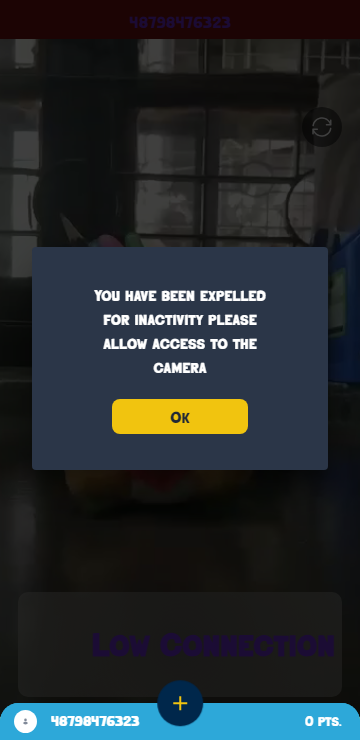 48798476323
YOU HAVE BEEN EXPELLED
FOR INACTIVITY PLEASE
ALLOW ACCESS TO THE
CAMERA
OK
LOW CONNECTION
+
48798476323 0 PTS.